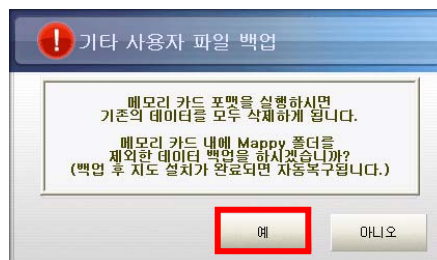 기타 사용자 파일 백업
메모리 카드 포맷을 실행하시면
기존의 데이터를 모두 삭제하게 됩니다.
메모리 카드 내에 Mappy 폴더를
제외한 데이터 백업을 하시겠습니까?
(백업 후 지도 설치가 완료되면 자동복구됩니다.)
예
아니오